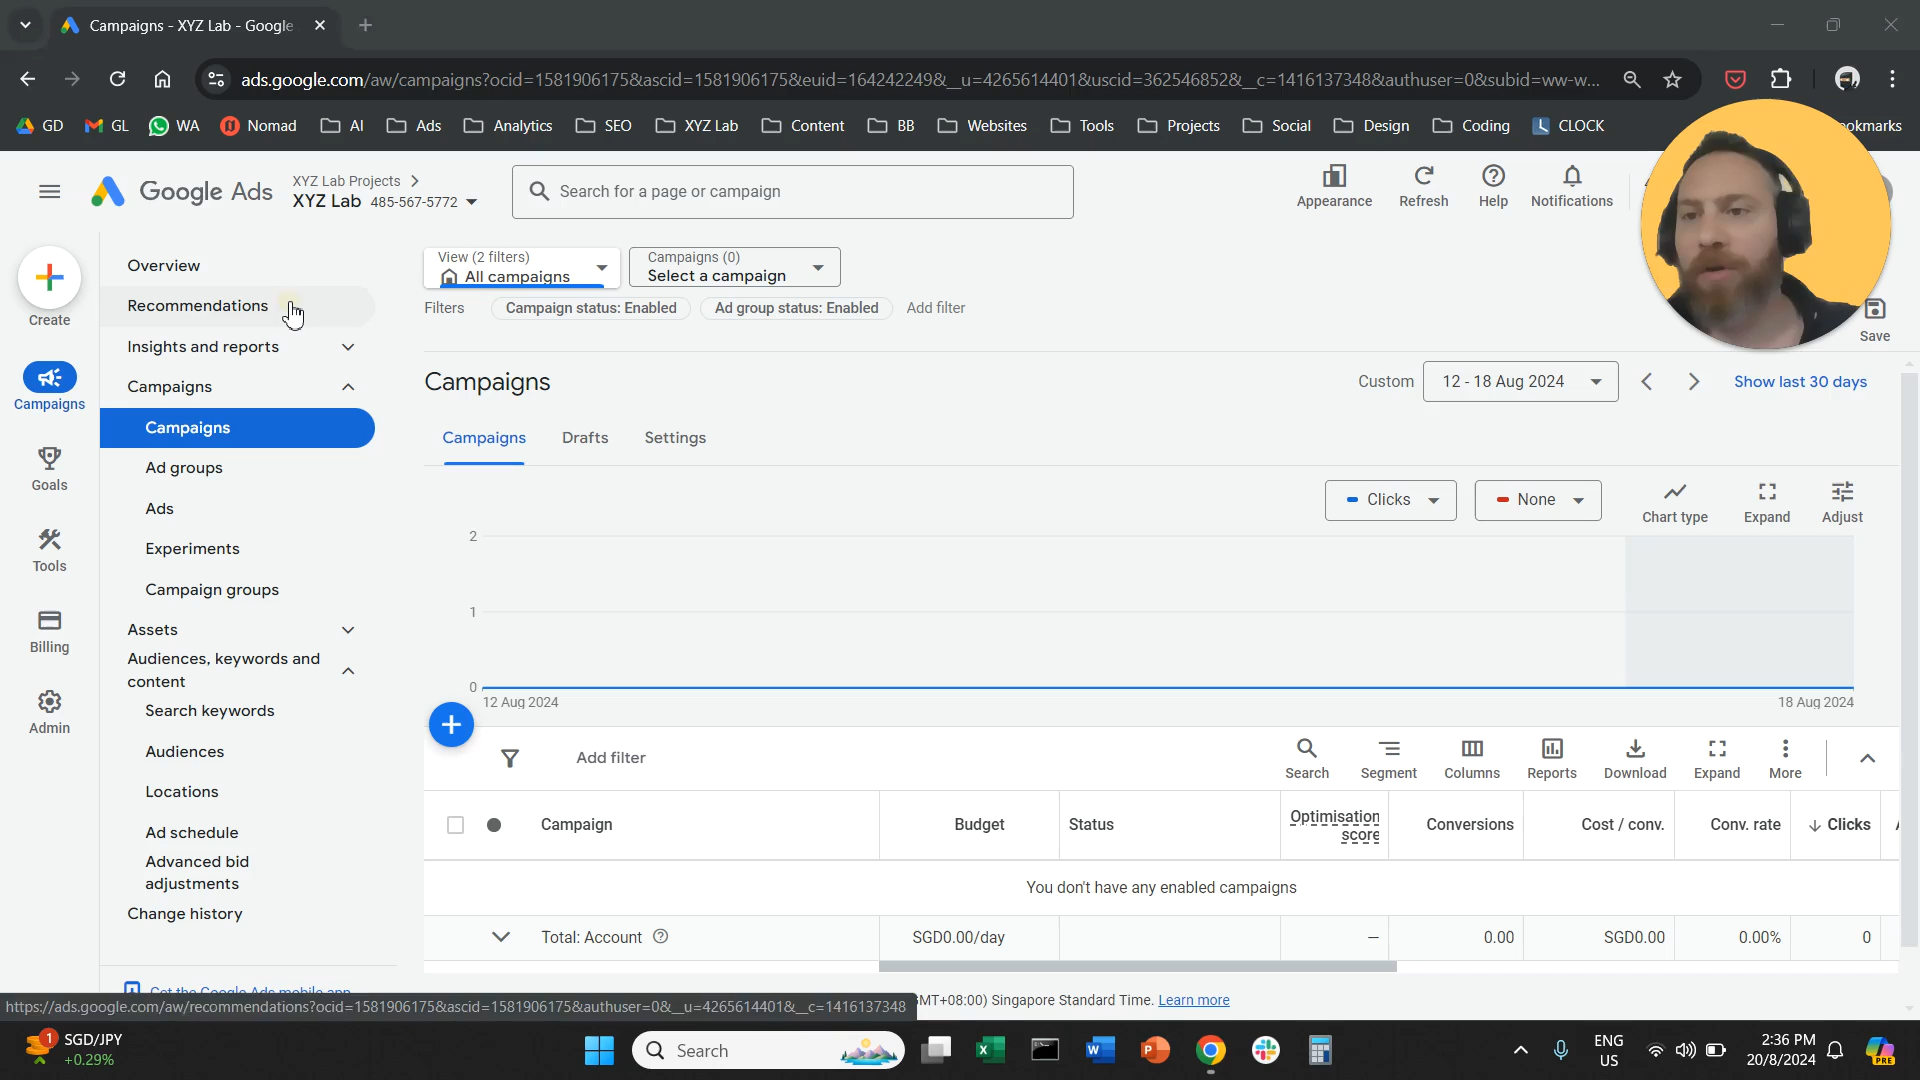 Campaigns - XYZ Lab - Google
ads.google.com/aw/campaigns?ocid=1581906175&ascid=1581906175&euid=164242249&__u=4265614401&uscid=362546852&__c=1416137348&authuser=0&subid=ww-w...
GD
GL
WA
Nomad
AI
Ads
Analytics
SEO
XYZ Lab
Content
BB
Websites
Tools
Projects
Social
Design
Coding
CLOCK
Google Ads
XYZ Lab Projects
XYZ Lab 485-567-5772
Search for a page or campaign
Appearance
Refresh
Help
Notifications
Create
Campaigns
Goals
Tools
Billing
Admin
Overview
Recommendations
Insights and reports
Campaigns
Campaigns
Ad groups
Ads
Experiments
Campaign groups
Assets
Audiences, keywords and
content
Search keywords
Audiences
Locations
Ad schedule
Advanced bid
adjustments
Change history
View (2 filters)
All campaigns
Campaigns (0)
Select a campaign
Filters
Campaign status: Enabled
Ad group status: Enabled
Add filter
Save
Campaigns
Custom
12 - 18 Aug 2024
Show last 30 days
Campaigns
Drafts
Settings
Clicks
None
Chart type
Expand
Adjust
2
1
0
12 Aug 2024
18 Aug 2024
Add filter
Search
Segment
Columns
Reports
Download
Expand
More
Campaign
Budget
Status
Optimisation
score
Conversions
Cost / conv.
Conv. rate
Clicks
You don't have any enabled campaigns
Total: Account
SGD0.00/day
—
0.00
SGD0.00
0.00%
0
https://ads.google.com/aw/recommendations?ocid=1581906175&ascid=1581906175&authuser=0&__u=4265614401&__c=1416137348
GMT+08:00) Singapore Standard Time. Learn more
1
SGD/JPY
+0.29%
Search
ENG
US
2:36 PM
20/8/2024
PRE